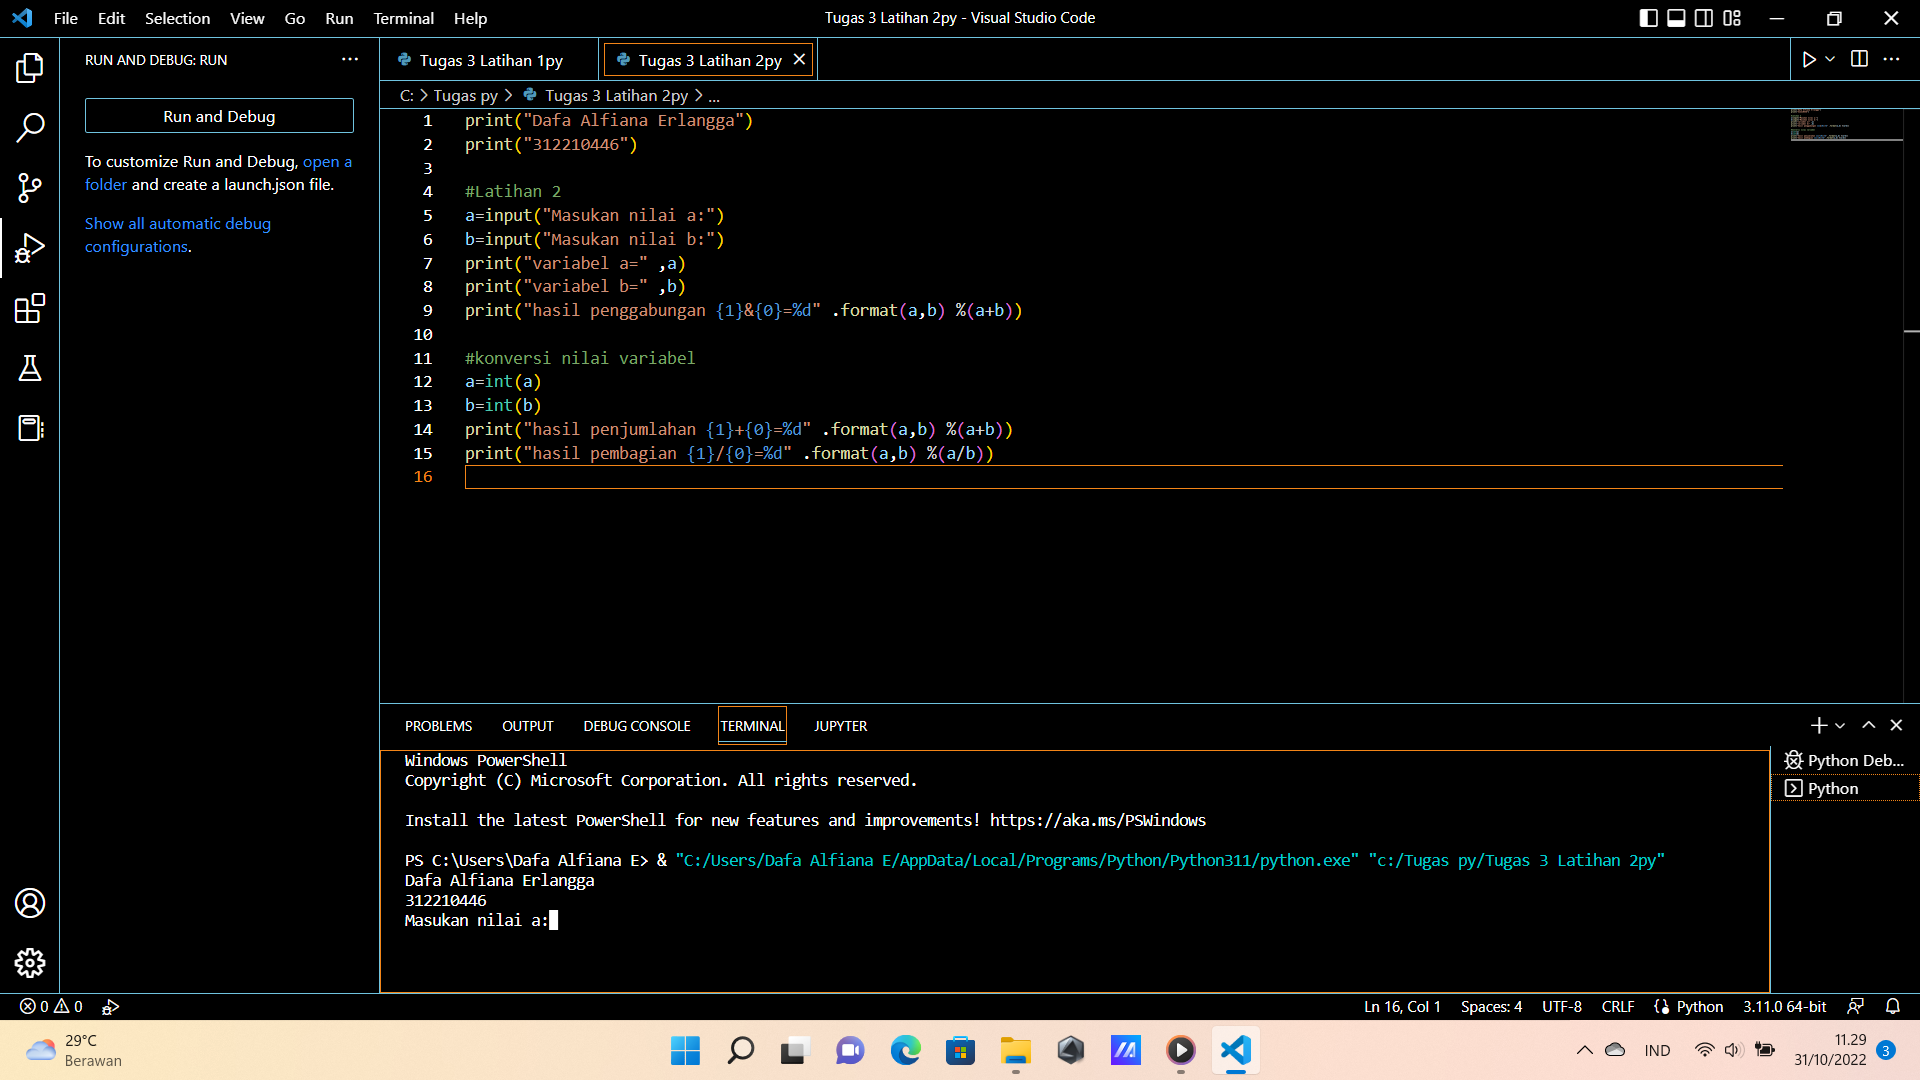 File Edit Selection View Go Run Terminal Help
Tugas 3 Latihan 2py - Visual Studio Code
RUN AND DEBUG: RUN
Run and Debug
To customize Run and Debug, open a
folder and create a launch.json file.
Show all automatic debug
configurations.
Tugas 3 Latihan 1py
Tugas 3 Latihan 2py
C: > Tugas py > Tugas 3 Latihan 2py > ...
1 print("Dafa Alfiana Erlangga")
2 print("312210446")
3
4 #Latihan 2
5 a=input("Masukan nilai a:")
6 b=input("Masukan nilai b:")
7 print("variabel a=" ,a)
8 print("variabel b=" ,b)
9 print("hasil penggabungan {1}&{0}=%d" .format(a,b) %(a+b))
10
11 #konversi nilai variabel
12 a=int(a)
13 b=int(b)
14 print("hasil penjumlahan {1}+{0}=%d" .format(a,b) %(a+b))
15 print("hasil pembagian {1}/{0}=%d" .format(a,b) %(a/b))
16
PROBLEMS OUTPUT DEBUG CONSOLE TERMINAL JUPYTER
Windows PowerShell
Copyright (C) Microsoft Corporation. All rights reserved.
Install the latest PowerShell for new features and improvements! https://aka.ms/PSWindows
PS C:\Users\Dafa Alfiana E> & "C:/Users/Dafa Alfiana E/AppData/Local/Programs/Python/Python311/python.exe" "c:/Tugas py/Tugas 3 Latihan 2py"
Dafa Alfiana Erlangga
312210446
Masukan nilai a:
Python Deb...
Python
0 0
Ln 16, Col 1 Spaces: 4 UTF-8 CRLF Python 3.11.0 64-bit
29°C
Berawan
IND
11.29
31/10/2022
3